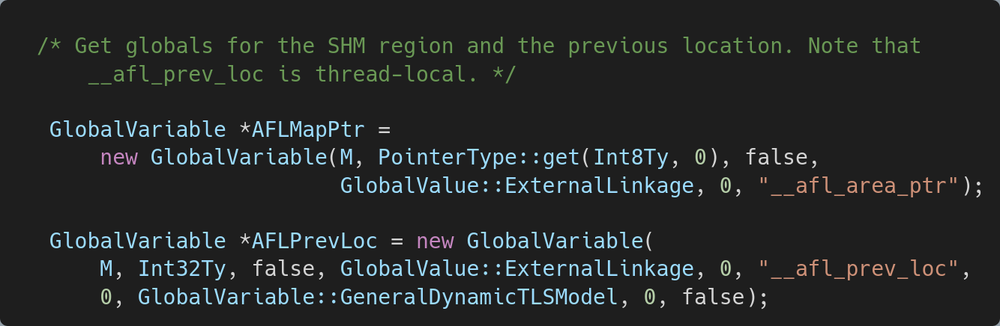 /* Get globals for the SHM region and the previous location. Note that
__afl_prev_loc is thread-local. */
GlobalVariable *AFLMapPtr =
new GlobalVariable(M, PointerType::get(Int8Ty, 0), false,
GlobalValue::ExternalLinkage, 0, "__afl_area_ptr");
GlobalVariable *AFLPrevLoc = new GlobalVariable(
M, Int32Ty, false, GlobalValue::ExternalLinkage, 0, "__afl_prev_loc",
0, GlobalVariable::GeneralDynamicTLSModel, 0, false);